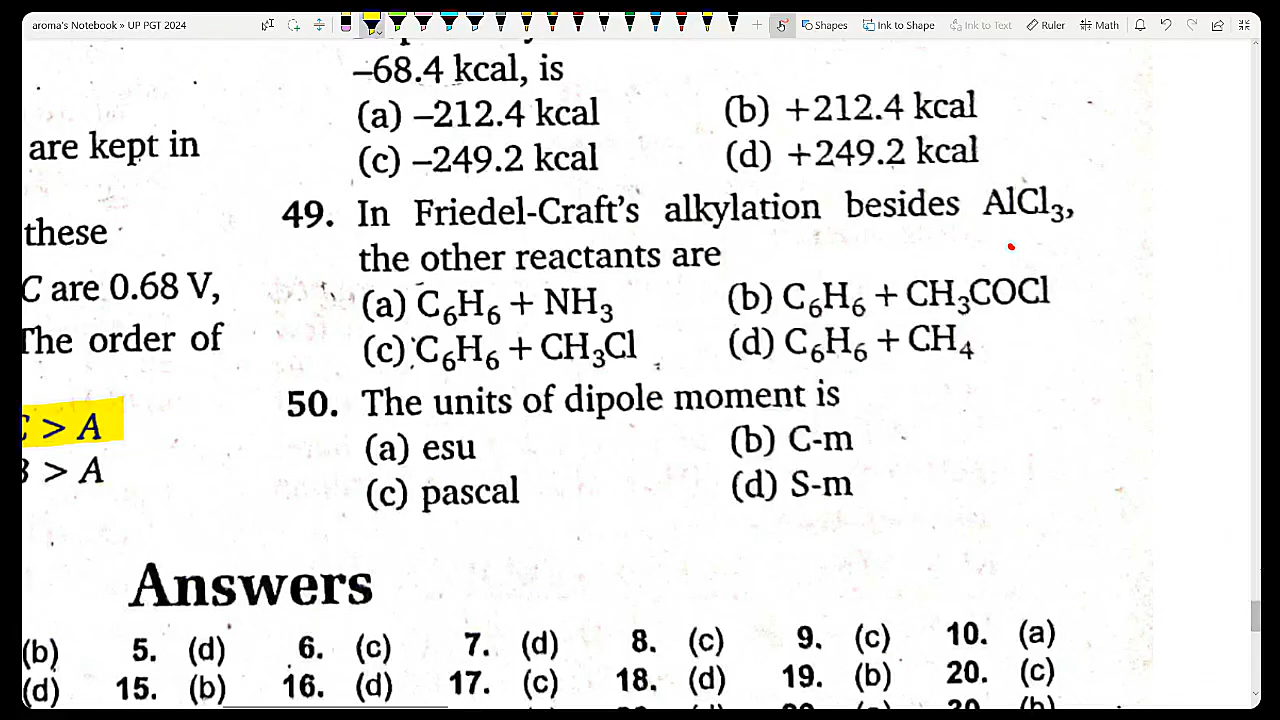 aroma's Notebook » UP PGT 2024
Shapes
Ink to Shape
Ink to Text
Ruler
Math
are kept in
these
C are 0.68 V,
The order of
C > A
B > A
–68.4 kcal, is
(a) –212.4 kcal (b) +212.4 kcal
(c) –249.2 kcal (d) +249.2 kcal
49. In Friedel-Craft's alkylation besides AlCl₃,
the other reactants are
(a) C₆H₆ + NH₃ (b) C₆H₆ + CH₃COCl
(c) C₆H₆ + CH₃Cl (d) C₆H₆ + CH₄
50. The units of dipole moment is
(a) esu (b) C-m
(c) pascal (d) S-m
Answers
(b) 5. (d) 6. (c) 7. (d) 8. (c) 9. (c) 10. (a)
(d) 15. (b) 16. (d) 17. (c) 18. (d) 19. (b) 20. (c)